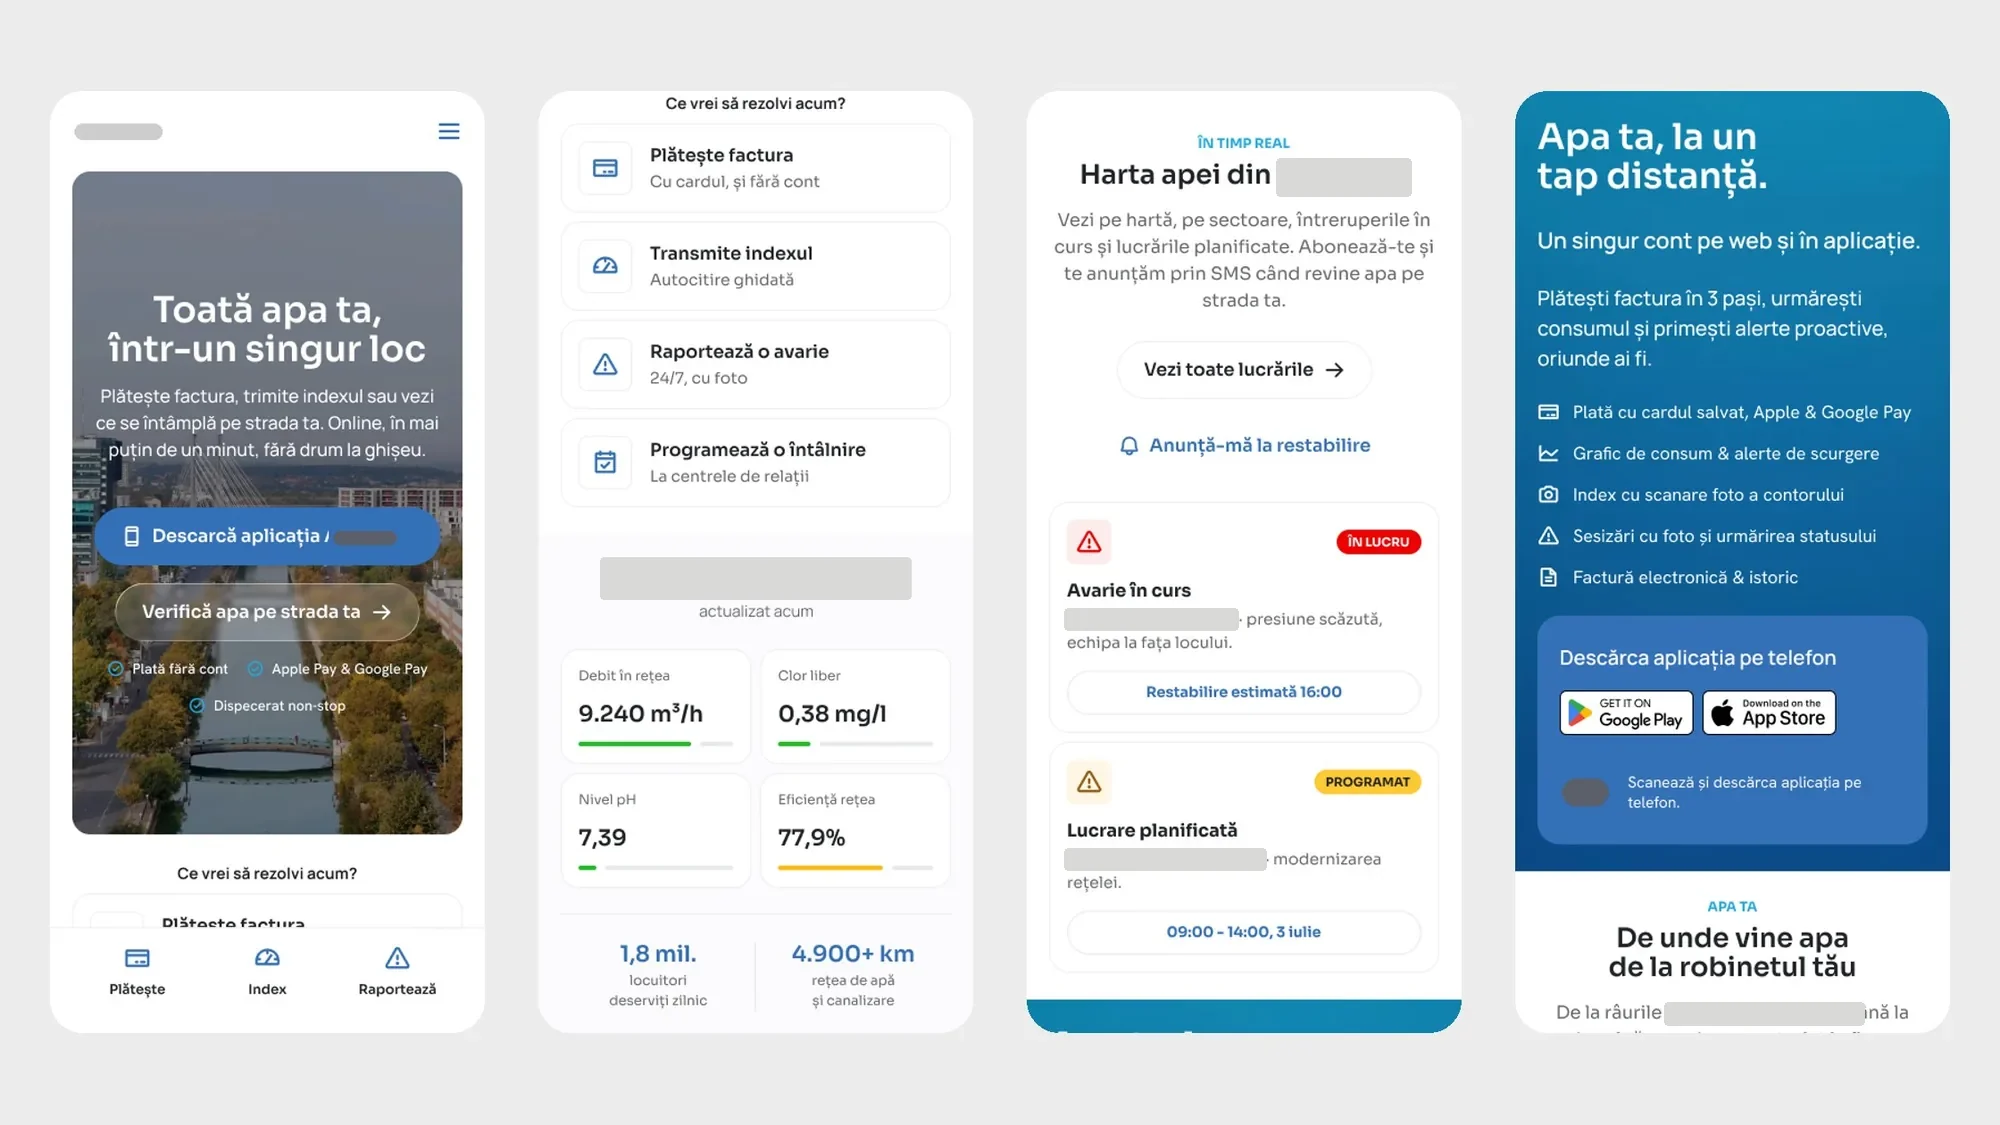 Toată apa ta,
într-un singur loc
Plătește factura, trimite indexul sau vezi
ce se întâmplă pe strada ta. Online, în mai
puțin de un minut, fără drum la ghișeu.
Descarcă aplicația
Verifică apa pe strada ta →
Plată fără cont
Apple Pay & Google Pay
Dispecerat non-stop
Ce vrei să rezolvi acum?
Plătește factura
Plătește
Index
Raportează
Ce vrei să rezolvi acum?
Plătește factura
Cu cardul, și fără cont
Transmite indexul
Autocitire ghidată
Raportează o avarie
24/7, cu foto
Programează o întâlnire
La centrele de relații
actualizat acum
Debit în rețea
9.240 m³/h
Clor liber
0,38 mg/l
Nivel pH
7,39
Eficiență rețea
77,9%
1,8 mil.
locuitori
deserviți zilnic
4.900+ km
rețea de apă
și canalizare
ÎN TIMP REAL
Harta apei din
Vezi pe hartă, pe sectoare, întreruperile în
curs și lucrările planificate. Abonează-te și
te anunțăm prin SMS când revine apa pe
strada ta.
Vezi toate lucrările →
Anunță-mă la restabilire
ÎN LUCRU
Avarie în curs
· presiune scăzută,
echipa la fața locului.
Restabilire estimată 16:00
PROGRAMAT
Lucrare planificată
· modernizarea
rețelei.
09:00 - 14:00, 3 iulie
Apa ta, la un
tap distanță.
Un singur cont pe web și în aplicație.
Plătești factura în 3 pași, urmărești
consumul și primești alerte proactive,
oriunde ai fi.
Plată cu cardul salvat, Apple & Google Pay
Grafic de consum & alerte de scurgere
Index cu scanare foto a contorului
Sesizări cu foto și urmărirea statusului
Factură electronică & istoric
Descărca aplicația pe telefon
GET IT ON
Google Play
Download on the
App Store
Scanează și descărca aplicația pe
telefon.
APA TA
De unde vine apa
de la robinetul tău
De la râurile
la